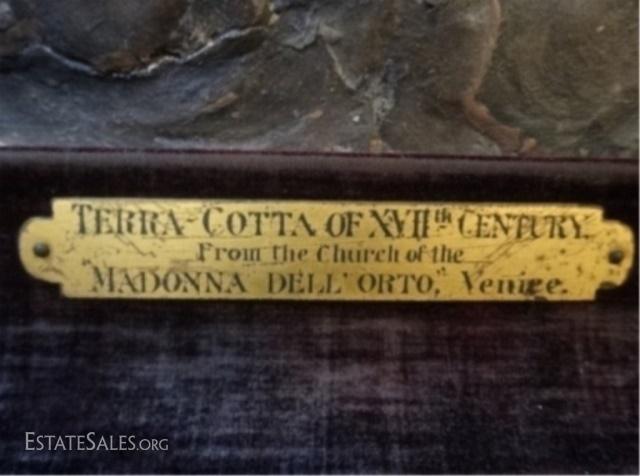 TERRA-COTTA OF XVIIth CENTURY.
From the Church of the
"MADONNA DELL' ORTO," Venice.
ESTATESALES.ORG